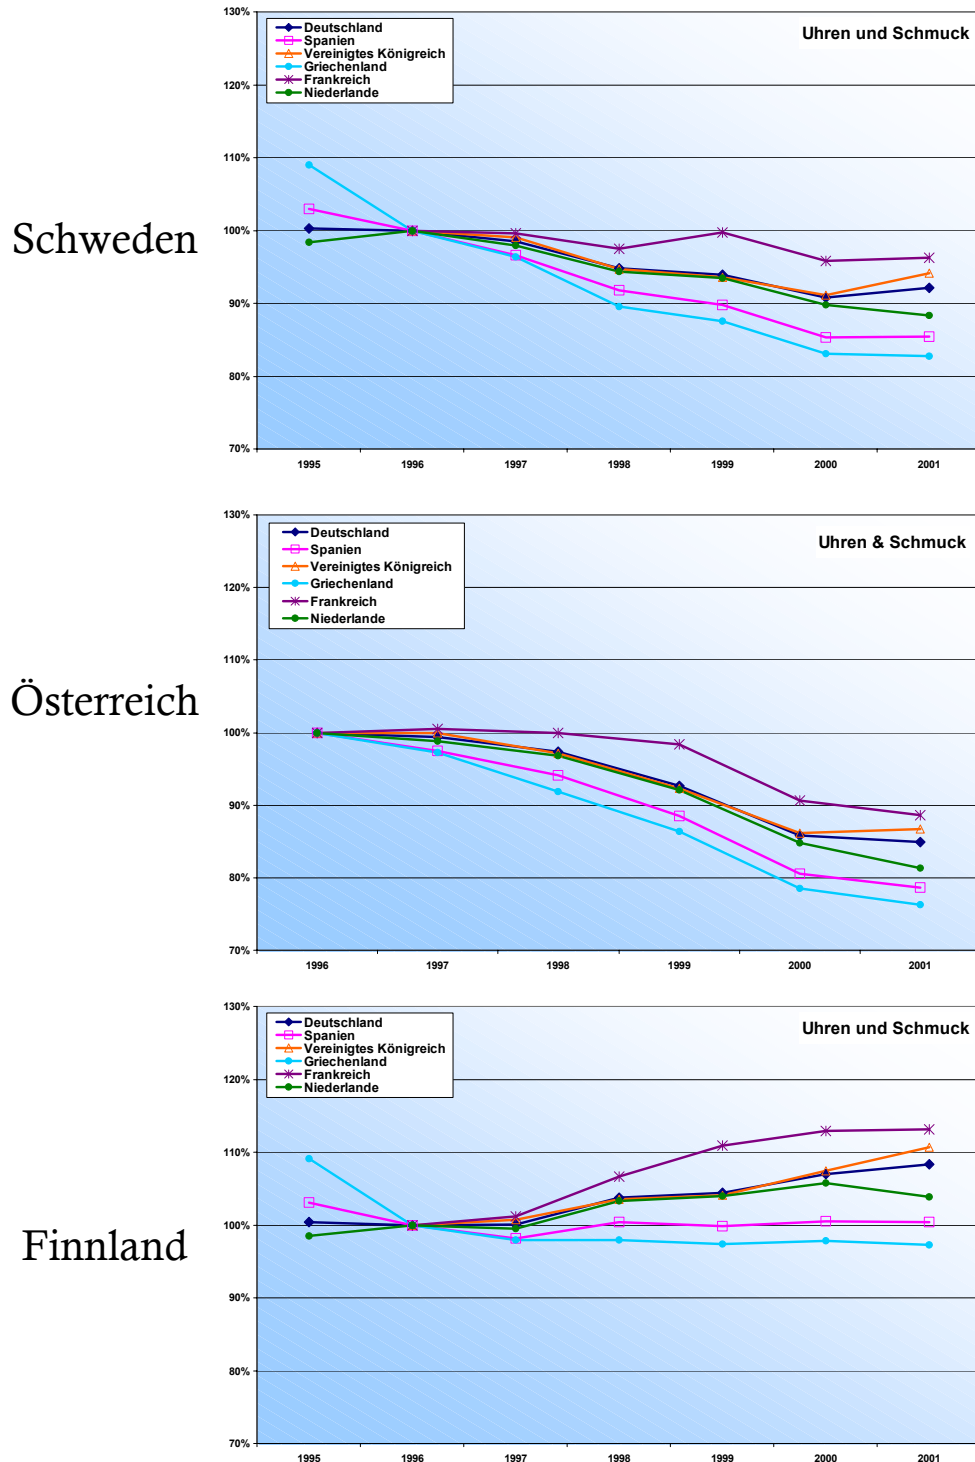 130%
Deutschland
Spanien
Vereinigtes Königreich
Griechenland
Frankreich
Niederlande
Uhren und Schmuck
120%
110%
Schweden
100%
90%
80%
70%
1995 1996 1997 1998 1999 2000 2001
130%
Deutschland
Spanien
Vereinigtes Königreich
Griechenland
Frankreich
Niederlande
Uhren & Schmuck
120%
110%
Österreich
100%
90%
80%
70%
1996 1997 1998 1999 2000 2001
130%
Deutschland
Spanien
Vereinigtes Königreich
Griechenland
Frankreich
Niederlande
Uhren und Schmuck
120%
110%
100%
Finnland
90%
80%
70%
1995 1996 1997 1998 1999 2000 2001